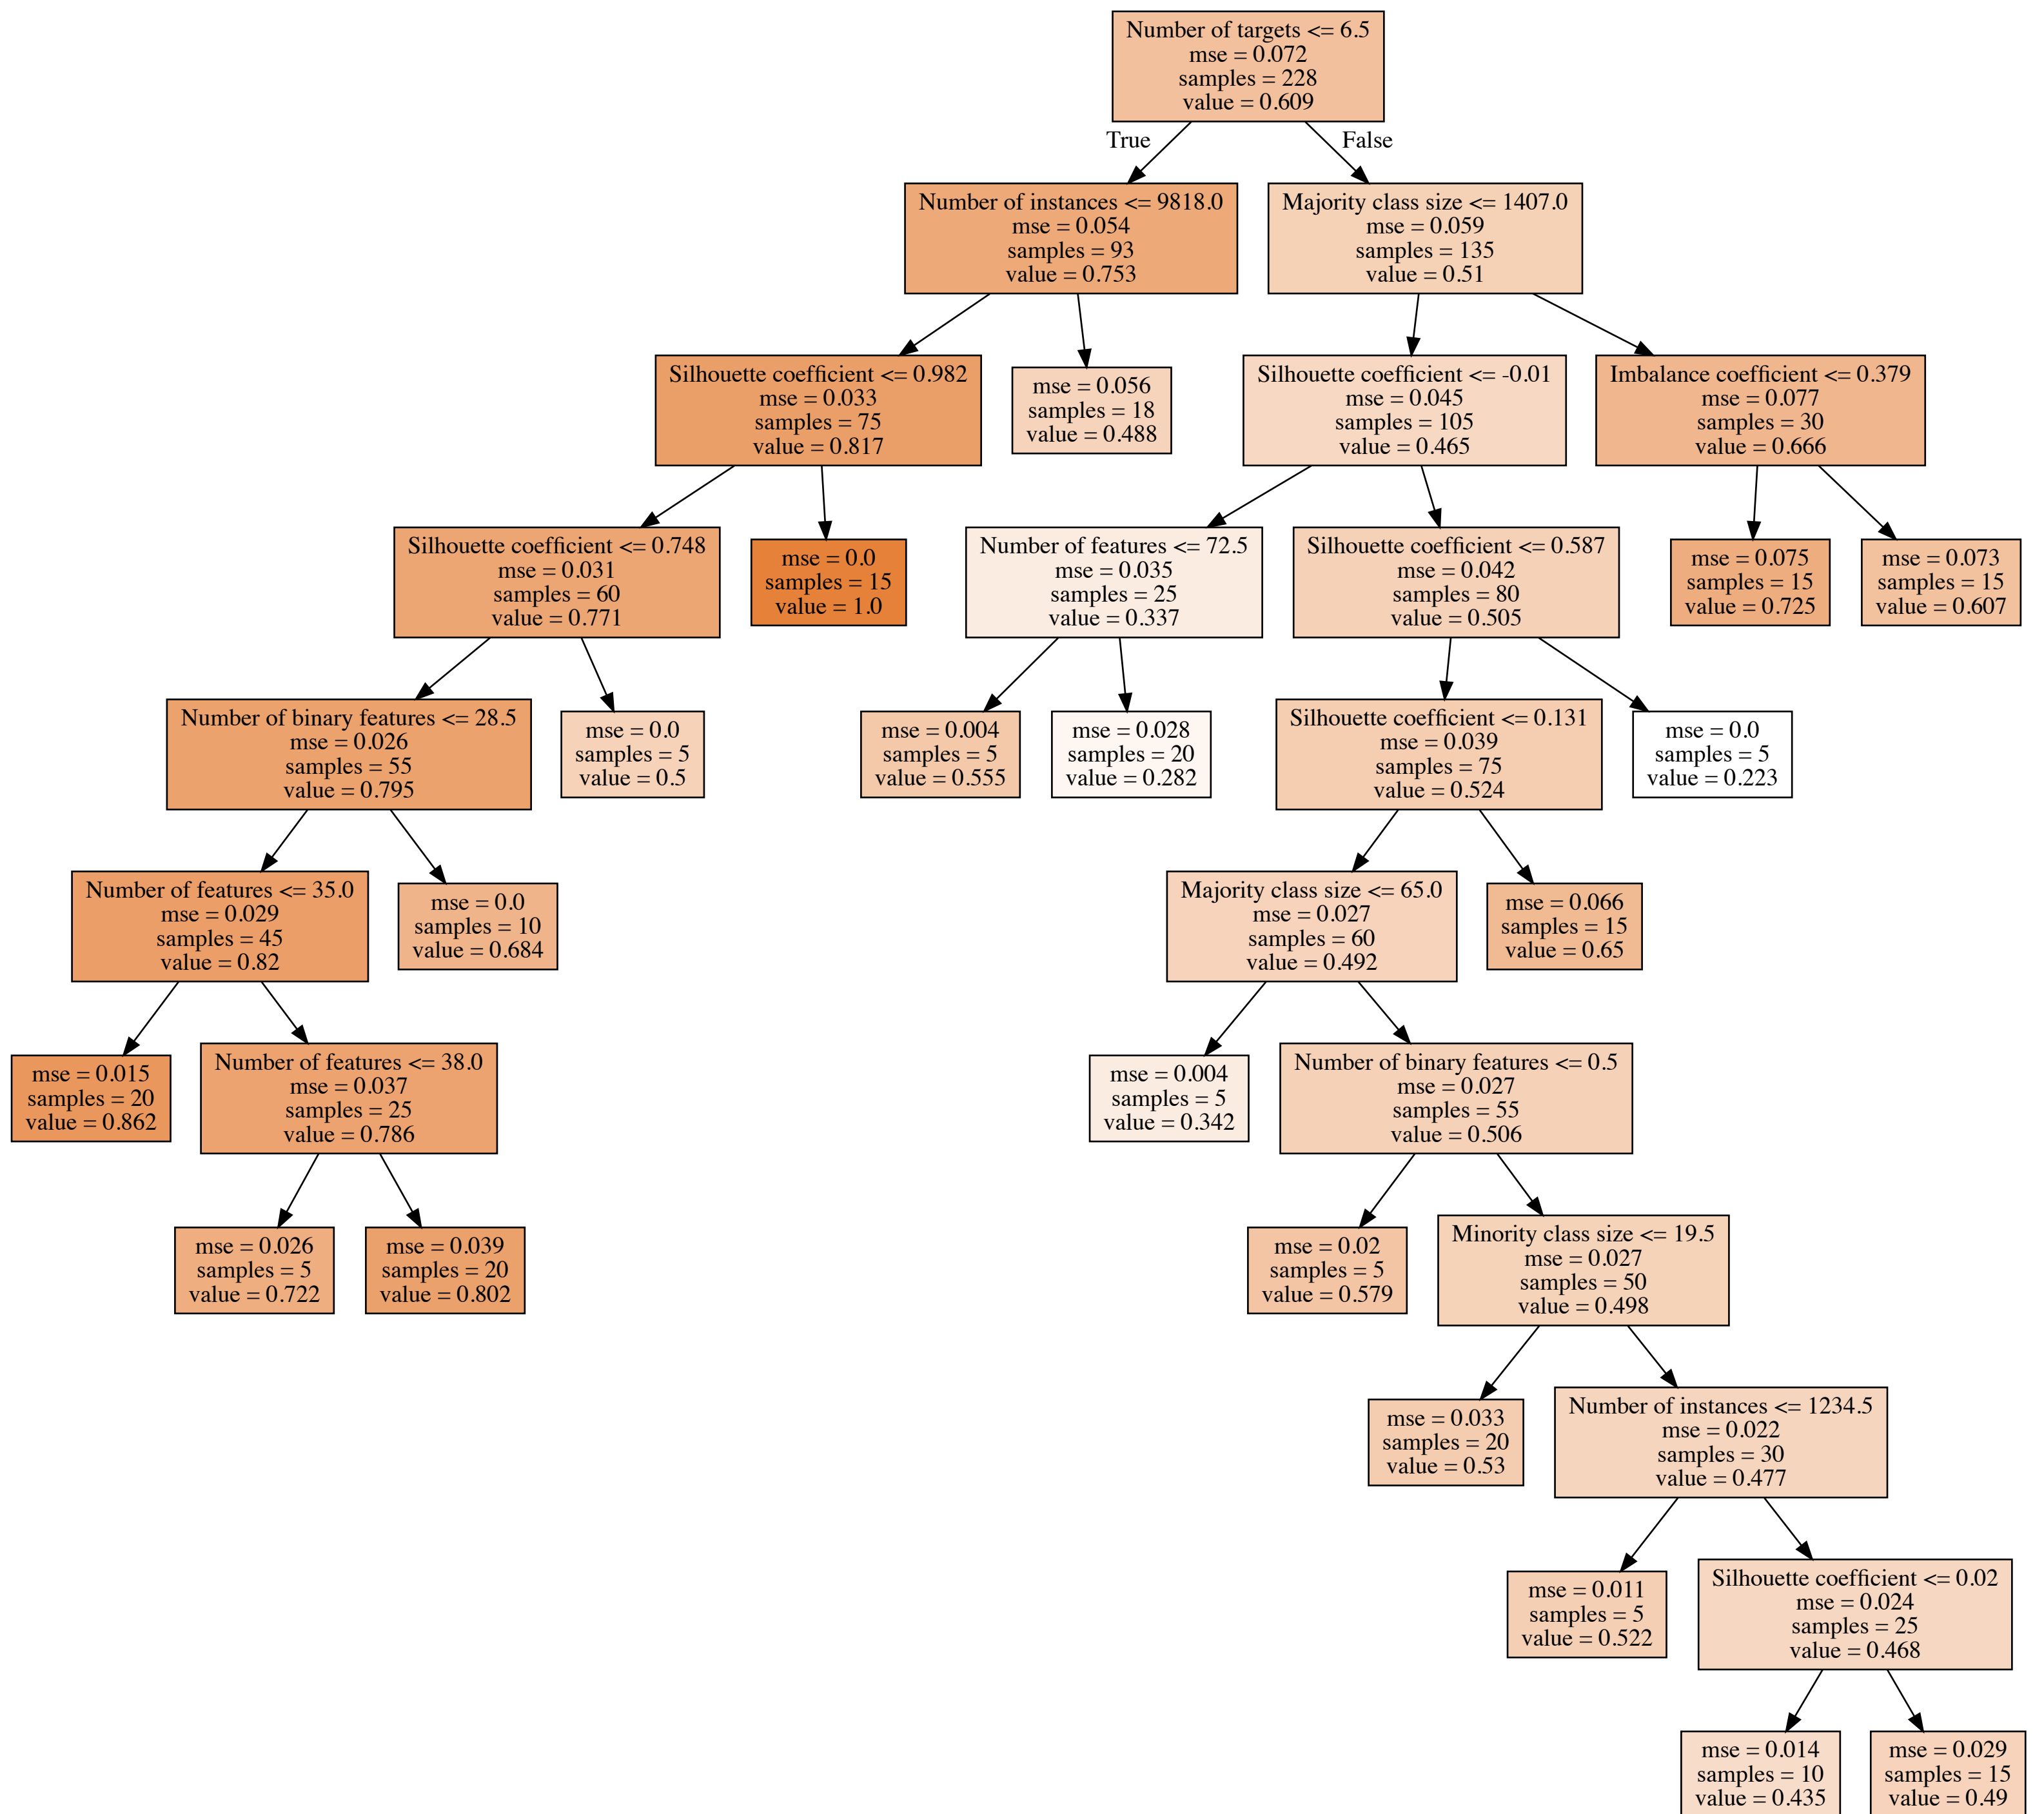 Number of targets <= 6.5
mse = 0.072
samples = 228
value = 0.609
True
False
Number of instances <= 9818.0
mse = 0.054
samples = 93
value = 0.753
Majority class size <= 1407.0
mse = 0.059
samples = 135
value = 0.51
Silhouette coefficient <= 0.982
mse = 0.033
samples = 75
value = 0.817
mse = 0.056
samples = 18
value = 0.488
Silhouette coefficient <= -0.01
mse = 0.045
samples = 105
value = 0.465
Imbalance coefficient <= 0.379
mse = 0.077
samples = 30
value = 0.666
Silhouette coefficient <= 0.748
mse = 0.031
samples = 60
value = 0.771
mse = 0.0
samples = 15
value = 1.0
Number of features <= 72.5
mse = 0.035
samples = 25
value = 0.337
Silhouette coefficient <= 0.587
mse = 0.042
samples = 80
value = 0.505
mse = 0.075
samples = 15
value = 0.725
mse = 0.073
samples = 15
value = 0.607
Number of binary features <= 28.5
mse = 0.026
samples = 55
value = 0.795
mse = 0.0
samples = 5
value = 0.5
mse = 0.004
samples = 5
value = 0.555
mse = 0.028
samples = 20
value = 0.282
Silhouette coefficient <= 0.131
mse = 0.039
samples = 75
value = 0.524
mse = 0.0
samples = 5
value = 0.223
Number of features <= 35.0
mse = 0.029
samples = 45
value = 0.82
mse = 0.0
samples = 10
value = 0.684
Majority class size <= 65.0
mse = 0.027
samples = 60
value = 0.492
mse = 0.066
samples = 15
value = 0.65
mse = 0.015
samples = 20
value = 0.862
Number of features <= 38.0
mse = 0.037
samples = 25
value = 0.786
mse = 0.004
samples = 5
value = 0.342
Number of binary features <= 0.5
mse = 0.027
samples = 55
value = 0.506
mse = 0.026
samples = 5
value = 0.722
mse = 0.039
samples = 20
value = 0.802
mse = 0.02
samples = 5
value = 0.579
Minority class size <= 19.5
mse = 0.027
samples = 50
value = 0.498
mse = 0.033
samples = 20
value = 0.53
Number of instances <= 1234.5
mse = 0.022
samples = 30
value = 0.477
mse = 0.011
samples = 5
value = 0.522
Silhouette coefficient <= 0.02
mse = 0.024
samples = 25
value = 0.468
mse = 0.014
samples = 10
value = 0.435
mse = 0.029
samples = 15
value = 0.49